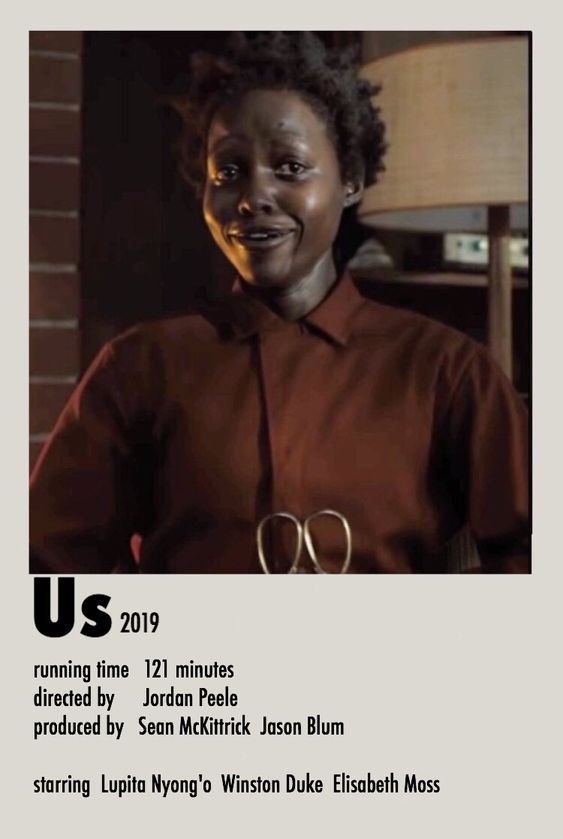 Us 2019
running time 121 minutes
directed by Jordan Peele
produced by Sean McKittrick Jason Blum
starring Lupita Nyong'o Winston Duke Elisabeth Moss